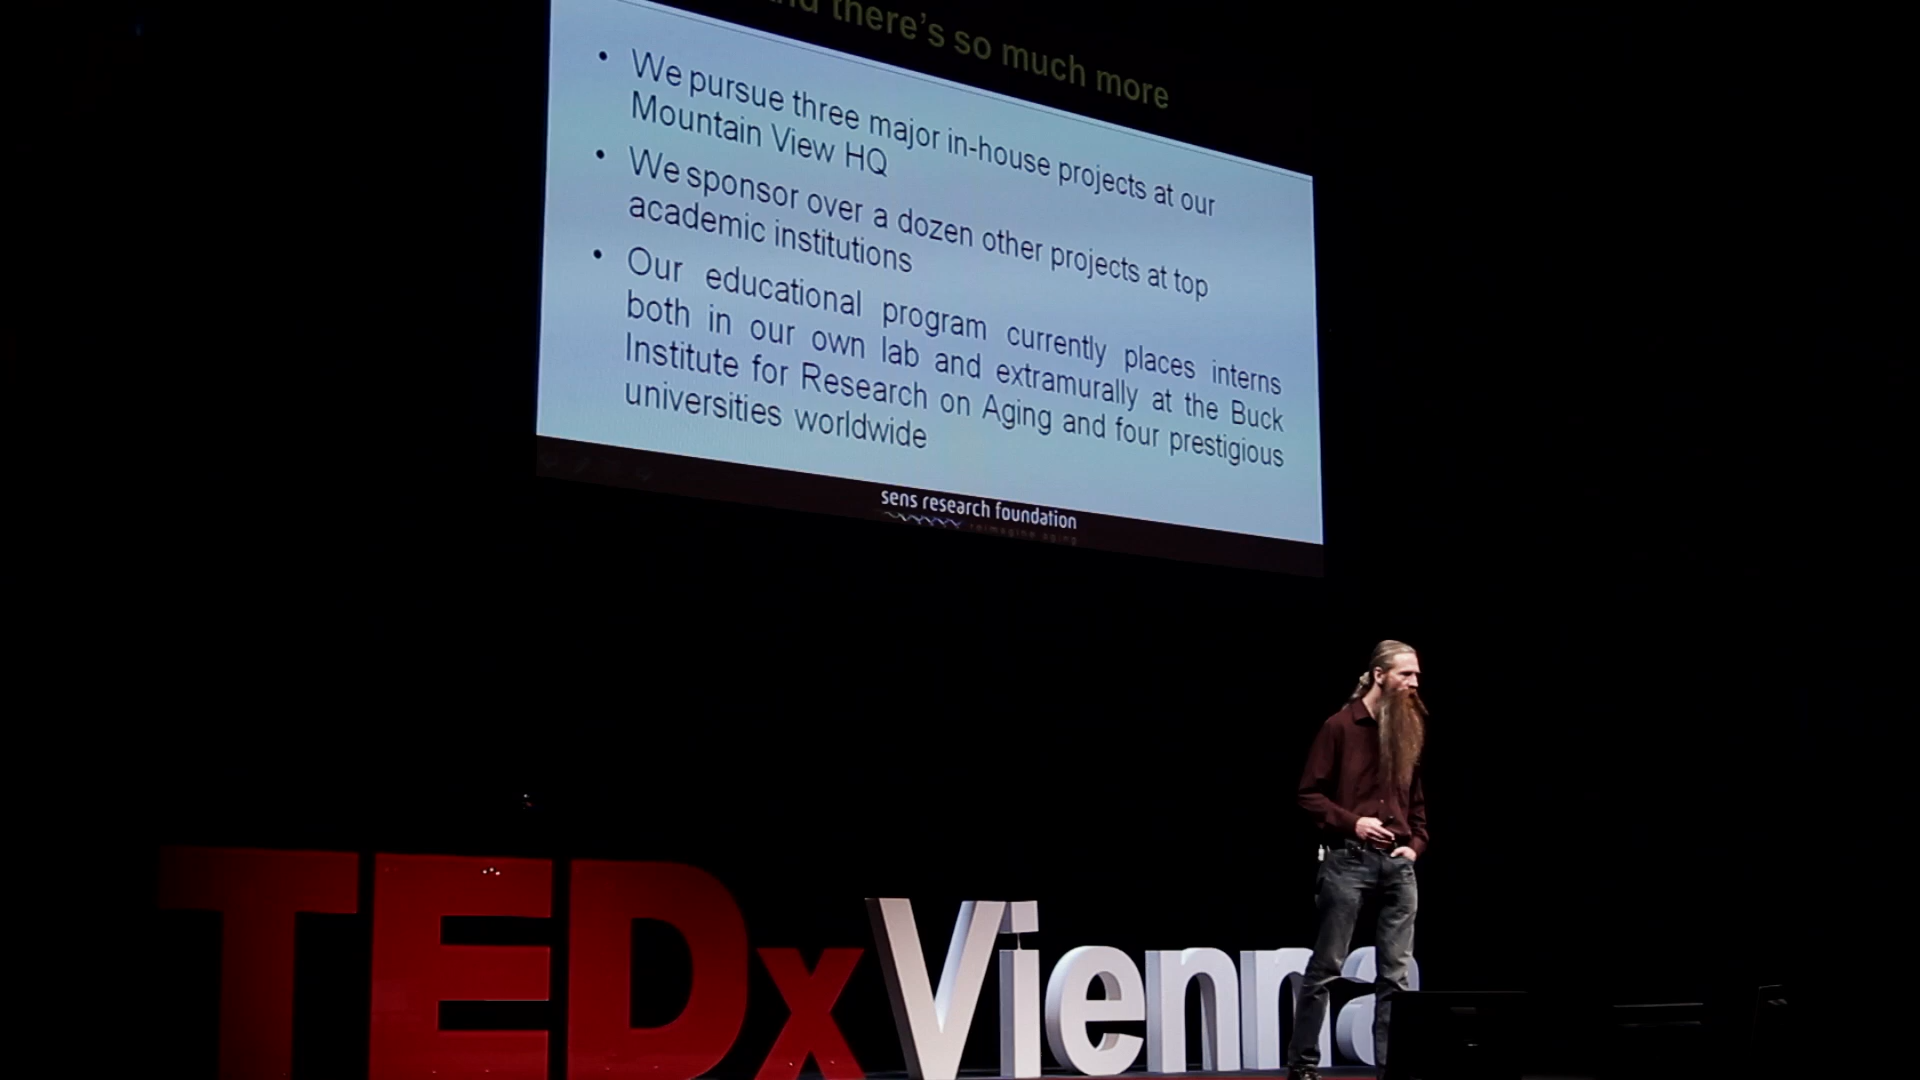 there's so much more
• We pursue three major in-house projects at our
Mountain View HQ
• We sponsor over a dozen other projects at top
academic institutions
• Our educational program currently places interns
both in our own lab and extramurally at the Buck
Institute for Research on Aging and four prestigious
universities worldwide
sens research foundation
reimagine aging
TEDxVienna